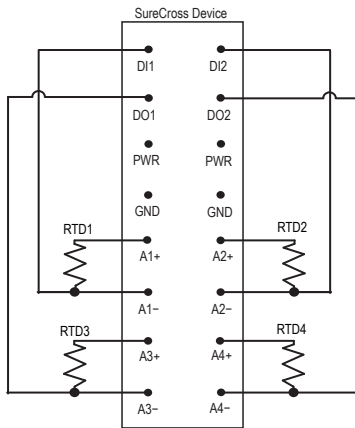 SureCross Device
DI1 DI2
DO1 DO2
PWR PWR
GND GND
RTD1 RTD2
A1+ A2+
A1− A2−
RTD3 RTD4
A3+ A4+
A3− A4−